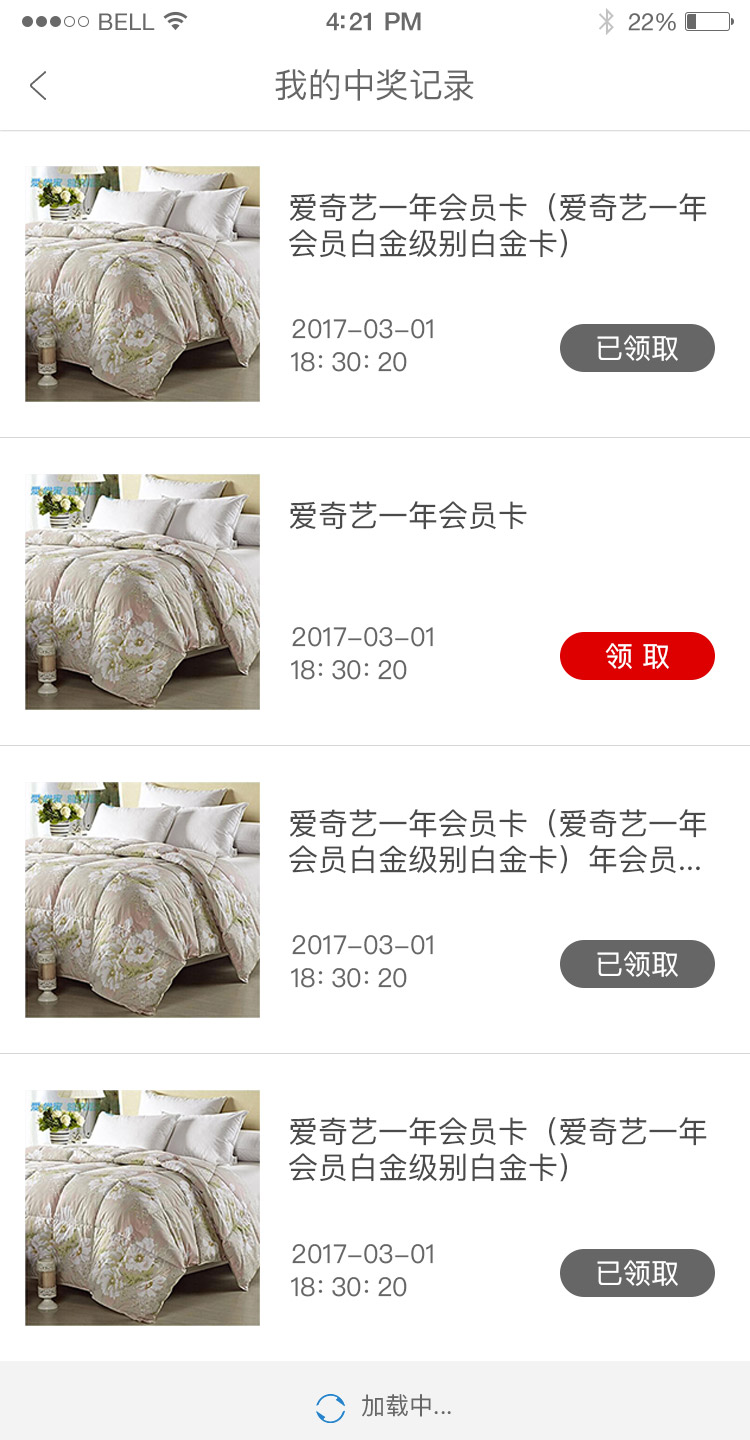 BELL
4:21 PM
22%
我的中奖记录
爱奇艺一年会员卡（爱奇艺一年
会员白金级别白金卡）
2017-03-01
18: 30: 20
已领取
爱奇艺一年会员卡
2017-03-01
18: 30: 20
领 取
爱奇艺一年会员卡（爱奇艺一年
会员白金级别白金卡）年会员...
2017-03-01
18: 30: 20
已领取
爱奇艺一年会员卡（爱奇艺一年
会员白金级别白金卡）
2017-03-01
18: 30: 20
已领取
加载中...